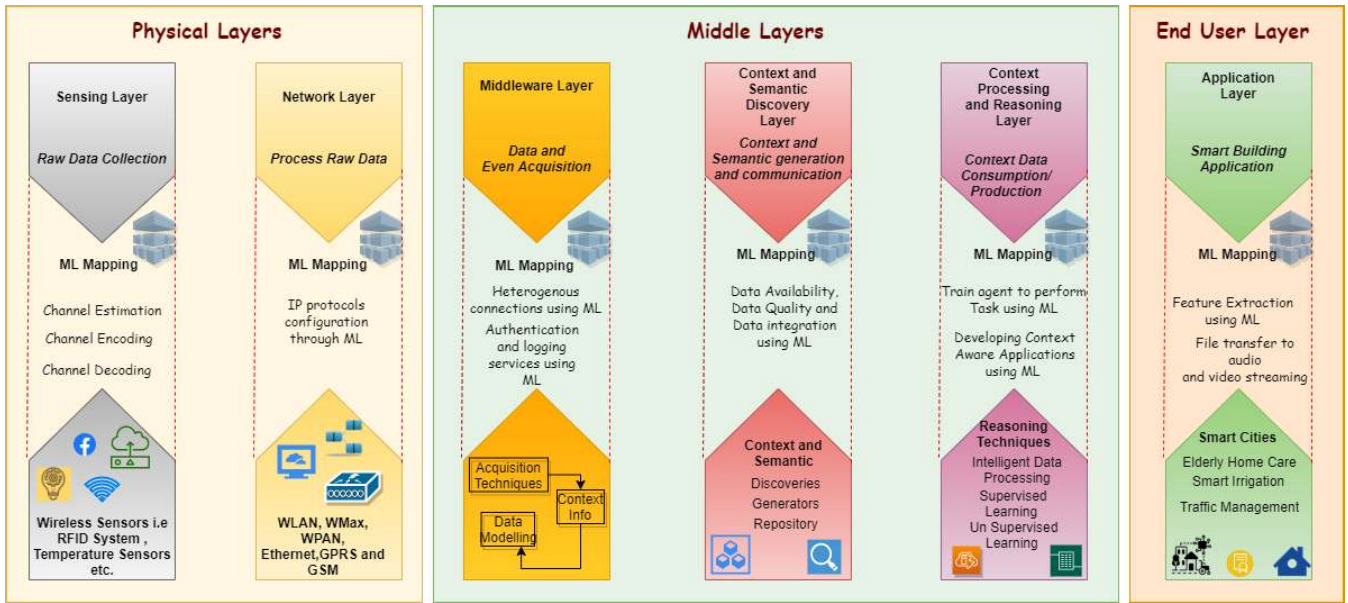 Physical Layers
Sensing Layer
Raw Data Collection
ML Mapping
Channel Estimation
Channel Encoding
Channel Decoding
Wireless Sensors i.e
RFID System ,
Temperature Sensors
etc.
Network Layer
Process Raw Data
ML Mapping
IP protocols
configuration
through ML
WLAN, WMax,
WPAN,
Ethernet,GPRS and
GSM
Middle Layers
Middleware Layer
Data and
Even Acquisition
ML Mapping
Heterogenous
connections using ML
Authentication
and logging
services using
ML
Acquisition
Techniques
Context
Info
Data
Modelling
Context and
Semantic
Discovery
Layer
Context and
Semantic generation
and communication
ML Mapping
Data Availability,
Data Quality and
Data integration
using ML
Context and
Semantic
Discoveries
Generators
Repository
Context
Processing
and Reasoning
Layer
Context Data
Consumption/
Production
ML Mapping
Train agent to perform
Task using ML
Developing Context
Aware Applications
using ML
Reasoning
Techniques
Intelligent Data
Processing
Supervised
Learning
Un Supervised
Learning
End User Layer
Application
Layer
Smart Building
Application
ML Mapping
Feature Extraction
using ML
File transfer to
audio
and video streaming
Smart Cities
Elderly Home Care
Smart Irrigation
Traffic Management